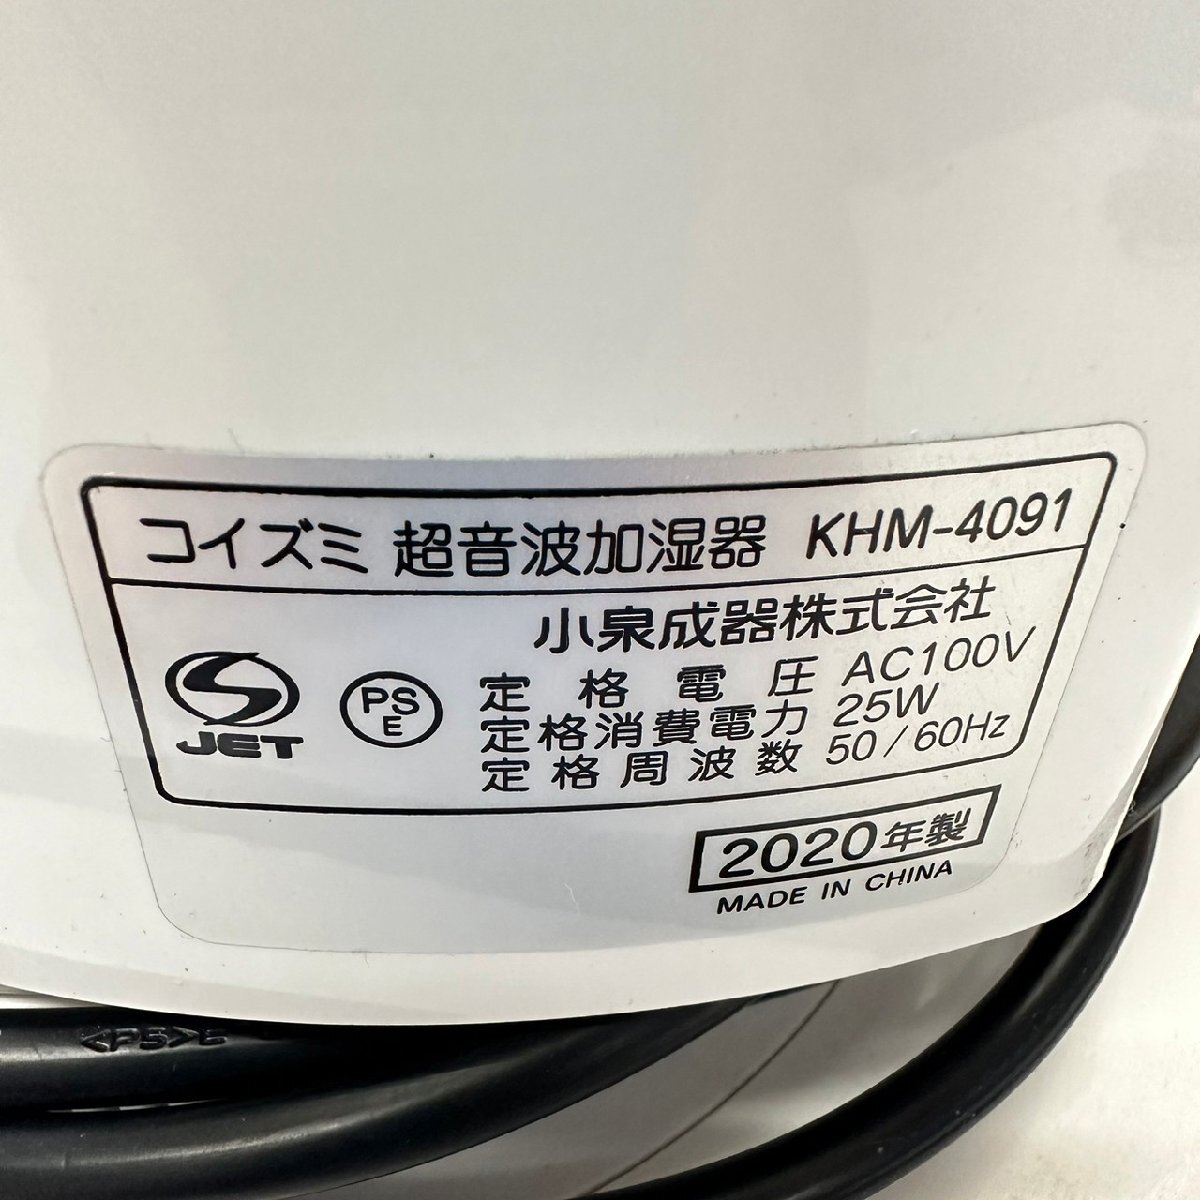 コイズミ 超音波加湿器 KHM-4091
小泉成器株式会社
JET
PS
E
定格電圧 AC100V
定格消費電力 25W
定格周波数 50/60Hz
2020年製
MADE IN CHINA
<PS>E